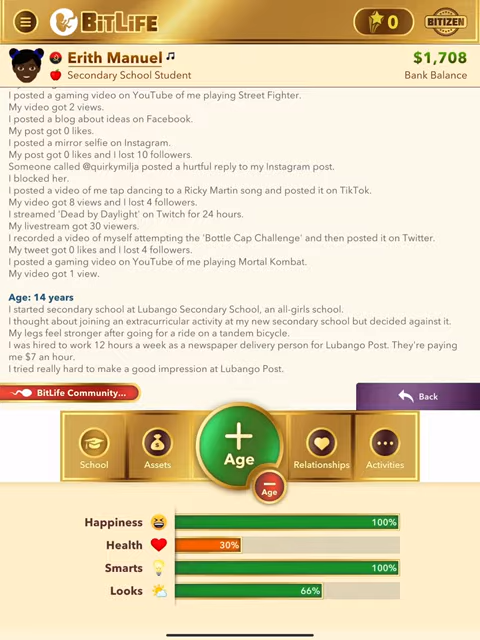 BitLife
0
BITIZEN
Erith Manuel
$1,708
Secondary School Student
Bank Balance
I posted a gaming video on YouTube of me playing Street Fighter.
My video got 2 views.
I posted a blog about ideas on Facebook.
My post got 0 likes.
I posted a mirror selfie on Instagram.
My post got 0 likes and I lost 10 followers.
Someone called @quirkymilja posted a hurtful reply to my Instagram post.
I blocked her.
I posted a video of me tap dancing to a Ricky Martin song and posted it on TikTok.
My video got 8 views and I lost 4 followers.
I streamed 'Dead by Daylight' on Twitch for 24 hours.
My livestream got 30 viewers.
I recorded a video of myself attempting the 'Bottle Cap Challenge' and then posted it on Twitter.
My tweet got 0 likes and I lost 4 followers.
I posted a gaming video on YouTube of me playing Mortal Kombat.
My video got 1 view.
Age: 14 years
I started secondary school at Lubango Secondary School, an all-girls school.
I thought about joining an extracurricular activity at my new secondary school but decided against it.
My legs feel stronger after going for a ride on a tandem bicycle.
I was hired to work 12 hours a week as a newspaper delivery person for Lubango Post. They're paying
me $7 an hour.
I tried really hard to make a good impression at Lubango Post.
BitLife Community...
Back
School
Assets
Age
Age
Relationships
Activities
Happiness
100%
Health
30%
Smarts
100%
Looks
66%